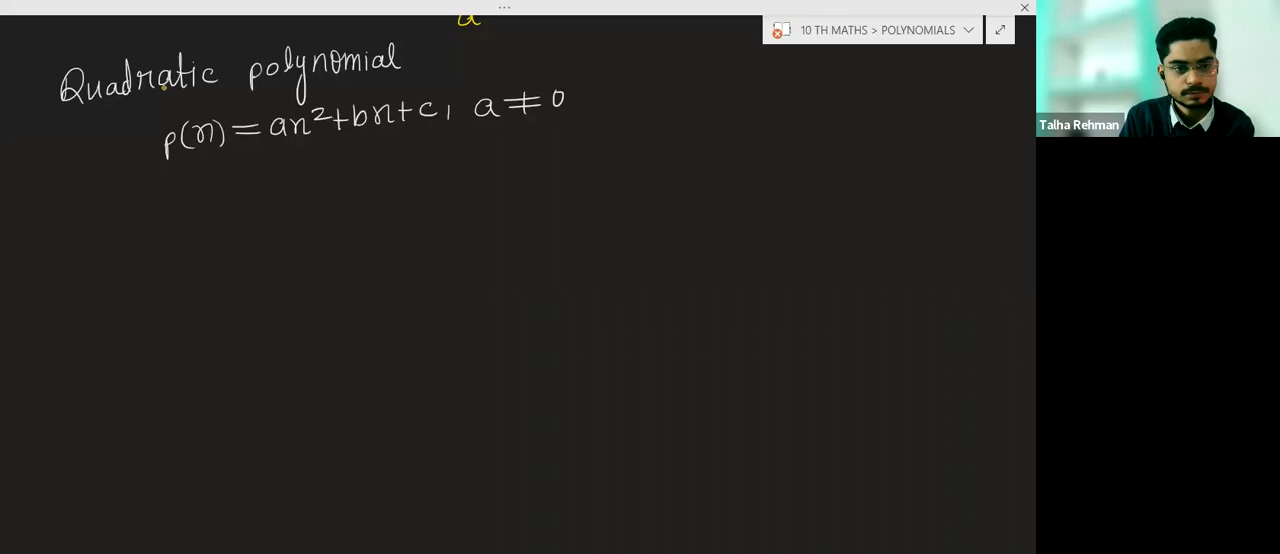 a
10 TH MATHS > POLYNOMIALS
Quadratic polynomial
p(x) = ax²+bx+c, a ≠ 0
Talha Rehman